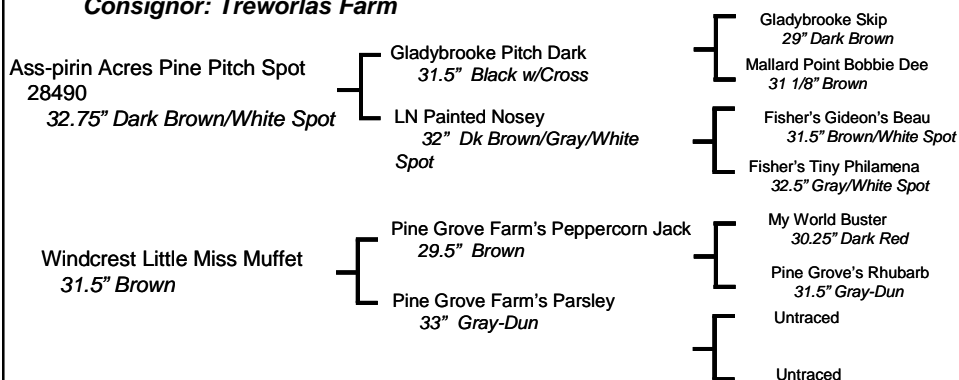 Consignor: Treworlas Farm
Ass-pirin Acres Pine Pitch Spot
28490
32.75” Dark Brown/White Spot
Gladybrooke Pitch Dark
31.5” Black w/Cross
LN Painted Nosey
32” Dk Brown/Gray/White
Spot
Gladybrooke Skip
29” Dark Brown
Mallard Point Bobbie Dee
31 1/8” Brown
Fisher’s Gideon’s Beau
31.5” Brown/White Spot
Fisher’s Tiny Philamena
32.5” Gray/White Spot
Windcrest Little Miss Muffet
31.5” Brown
Pine Grove Farm’s Peppercorn Jack
29.5” Brown
Pine Grove Farm’s Parsley
33” Gray-Dun
My World Buster
30.25” Dark Red
Pine Grove’s Rhubarb
31.5” Gray-Dun
Untraced
Untraced